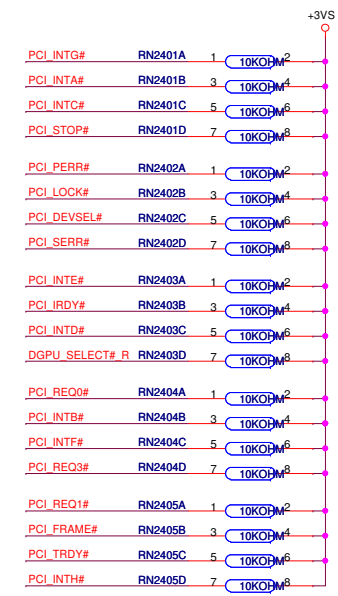 +3VS
PCI_INTG# RN2401A 1 10KOHM 2
PCI_INTA# RN2401B 3 10KOHM 4
PCI_INTC# RN2401C 5 10KOHM 6
PCI_STOP# RN2401D 7 10KOHM 8
PCI_PERR# RN2402A 1 10KOHM 2
PCI_LOCK# RN2402B 3 10KOHM 4
PCI_DEVSEL# RN2402C 5 10KOHM 6
PCI_SERR# RN2402D 7 10KOHM 8
PCI_INTE# RN2403A 1 10KOHM 2
PCI_IRDY# RN2403B 3 10KOHM 4
PCI_INTD# RN2403C 5 10KOHM 6
DGPU_SELECT#_R RN2403D 7 10KOHM 8
PCI_REQ0# RN2404A 1 10KOHM 2
PCI_INTB# RN2404B 3 10KOHM 4
PCI_INTF# RN2404C 5 10KOHM 6
PCI_REQ3# RN2404D 7 10KOHM 8
PCI_REQ1# RN2405A 1 10KOHM 2
PCI_FRAME# RN2405B 3 10KOHM 4
PCI_TRDY# RN2405C 5 10KOHM 6
PCI_INTH# RN2405D 7 10KOHM 8